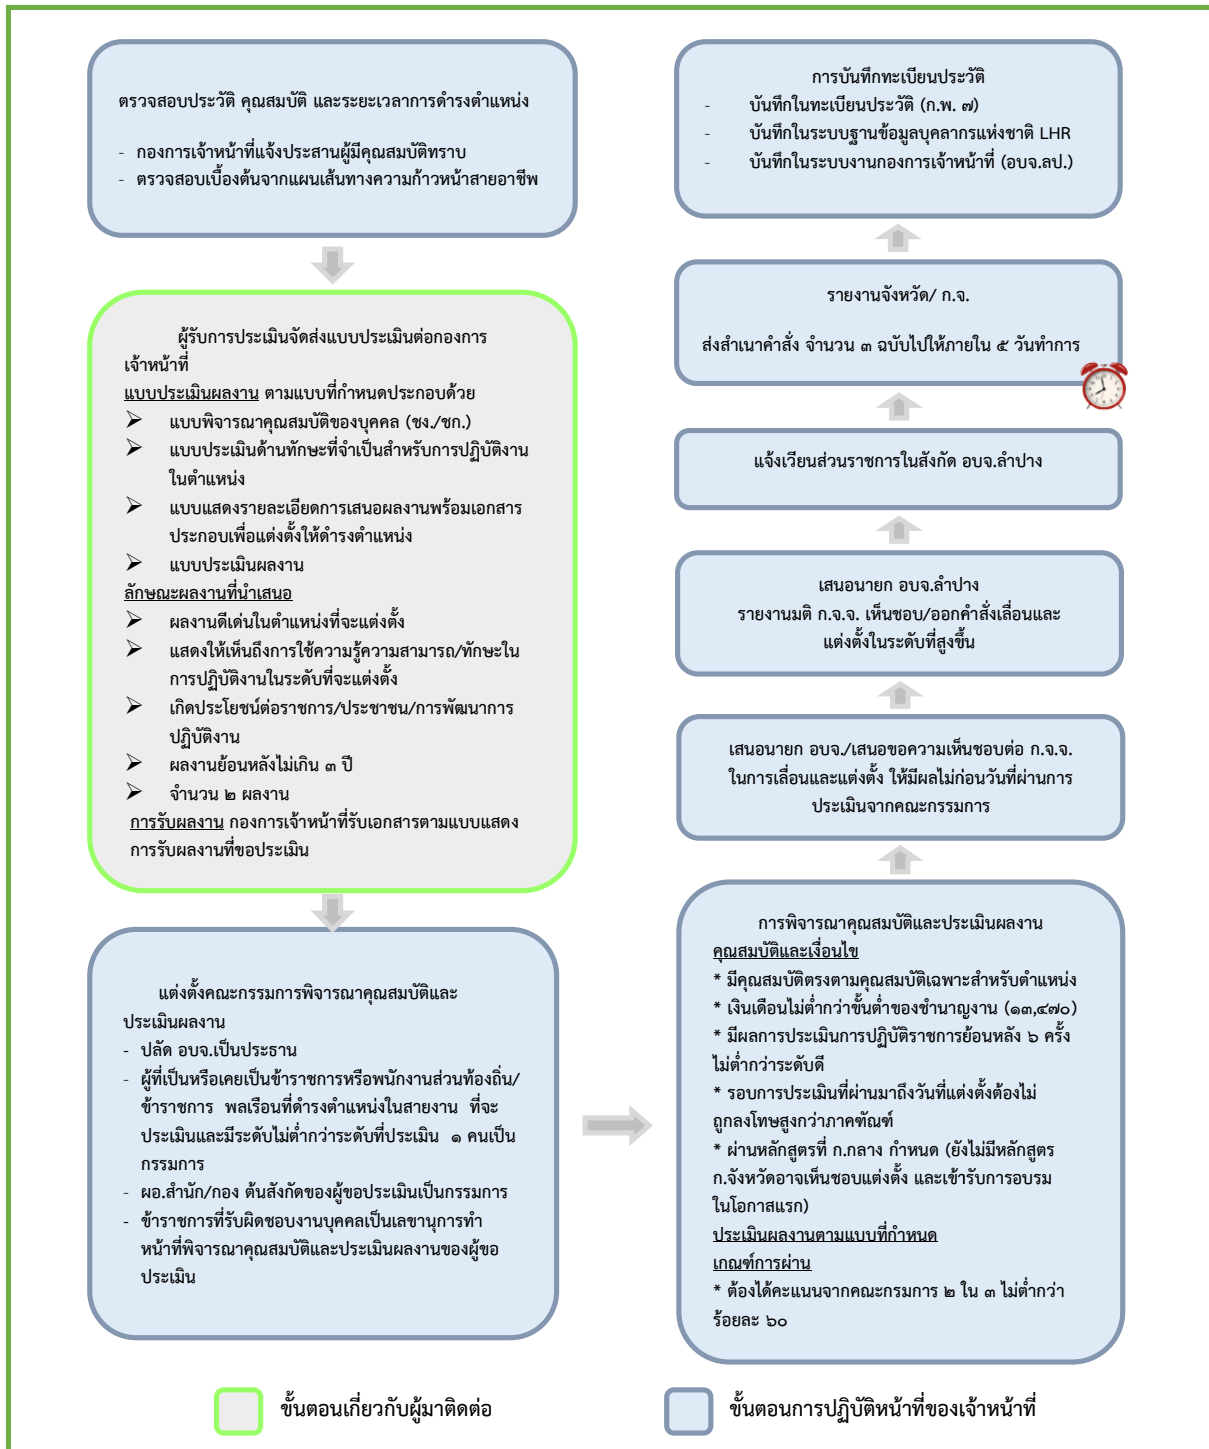 ตรวจสอบประวัติ คุณสมบัติ และระยะเวลาการดำรงตำแหน่ง
- กองการเจ้าหน้าที่แจ้งประสานผู้มีคุณสมบัติทราบ
- ตรวจสอบเบื้องต้นจากแผนเส้นทางความก้าวหน้าสายอาชีพ
ผู้รับการประเมินจัดส่งแบบประเมินต่อกองการ
เจ้าหน้าที่
แบบประเมินผลงาน ตามแบบที่กำหนดประกอบด้วย
➢ แบบพิจารณาคุณสมบัติของบุคคล (ชง./ชก.)
➢ แบบประเมินด้านทักษะที่จำเป็นสำหรับการปฏิบัติงาน
ในตำแหน่ง
➢ แบบแสดงรายละเอียดการเสนอผลงานพร้อมเอกสาร
ประกอบเพื่อแต่งตั้งให้ดำรงตำแหน่ง
➢ แบบประเมินผลงาน
ลักษณะผลงานที่นำเสนอ
➢ ผลงานดีเด่นในตำแหน่งที่จะแต่งตั้ง
➢ แสดงให้เห็นถึงการใช้ความรู้ความสามารถ/ทักษะใน
การปฏิบัติงานในระดับที่จะแต่งตั้ง
➢ เกิดประโยชน์ต่อราชการ/ประชาชน/การพัฒนาการ
ปฏิบัติงาน
➢ ผลงานย้อนหลังไม่เกิน ๓ ปี
➢ จำนวน ๒ ผลงาน
การรับผลงาน กองการเจ้าหน้าที่รับเอกสารตามแบบแสดง
การรับผลงานที่ขอประเมิน
แต่งตั้งคณะกรรมการพิจารณาคุณสมบัติและ
ประเมินผลงาน
- ปลัด อบจ.เป็นประธาน
- ผู้ที่เป็นหรือเคยเป็นข้าราชการหรือพนักงานส่วนท้องถิ่น/
ข้าราชการ พลเรือนที่ดำรงตำแหน่งในสายงาน ที่จะ
ประเมินและมีระดับไม่ต่ำกว่าระดับที่ประเมิน ๑ คนเป็น
กรรมการ
- ผอ.สำนัก/กอง ต้นสังกัดของผู้ขอประเมินเป็นกรรมการ
- ข้าราชการที่รับผิดชอบงานบุคคลเป็นเลขานุการทำ
หน้าที่พิจารณาคุณสมบัติและประเมินผลงานของผู้ขอ
ประเมิน
การพิจารณาคุณสมบัติและประเมินผลงาน
คุณสมบัติและเงื่อนไข
* มีคุณสมบัติตรงตามคุณสมบัติเฉพาะสำหรับตำแหน่ง
* เงินเดือนไม่ต่ำกว่าขั้นต่ำของชำนาญงาน (๑๓,๔๗๐)
* มีผลการประเมินการปฏิบัติราชการย้อนหลัง ๖ ครั้ง
ไม่ต่ำกว่าระดับดี
* รอบการประเมินที่ผ่านมาถึงวันที่แต่งตั้งต้องไม่
ถูกลงโทษสูงกว่าภาคฑัณฑ์
* ผ่านหลักสูตรที่ ก.กลาง กำหนด (ยังไม่มีหลักสูตร
ก.จังหวัดอาจเห็นชอบแต่งตั้ง และเข้ารับการอบรม
ในโอกาสแรก)
ประเมินผลงานตามแบบที่กำหนด
เกณฑ์การผ่าน
* ต้องได้คะแนนจากคณะกรมการ ๒ ใน ๓ ไม่ต่ำกว่า
ร้อยละ ๖๐
เสนอนายก อบจ./เสนอขอความเห็นชอบต่อ ก.จ.จ.
ในการเลื่อนและแต่งตั้ง ให้มีผลไม่ก่อนวันที่ผ่านการ
ประเมินจากคณะกรรมการ
เสนอนายก อบจ.ลำปาง
รายงานมติ ก.จ.จ. เห็นชอบ/ออกคำสั่งเลื่อนและ
แต่งตั้งในระดับที่สูงขึ้น
แจ้งเวียนส่วนราชการในสังกัด อบจ.ลำปาง
รายงานจังหวัด/ ก.จ.
ส่งสำเนาคำสั่ง จำนวน ๓ ฉบับไปให้ภายใน ๕ วันทำการ
การบันทึกทะเบียนประวัติ
- บันทึกในทะเบียนประวัติ (ก.พ. ๗)
- บันทึกในระบบฐานข้อมูลบุคลากรแห่งชาติ LHR
- บันทึกในระบบงานกองการเจ้าหน้าที่ (อบจ.ลป.)
ขั้นตอนเกี่ยวกับผู้มาติดต่อ
ขั้นตอนการปฏิบัติหน้าที่ของเจ้าหน้าที่